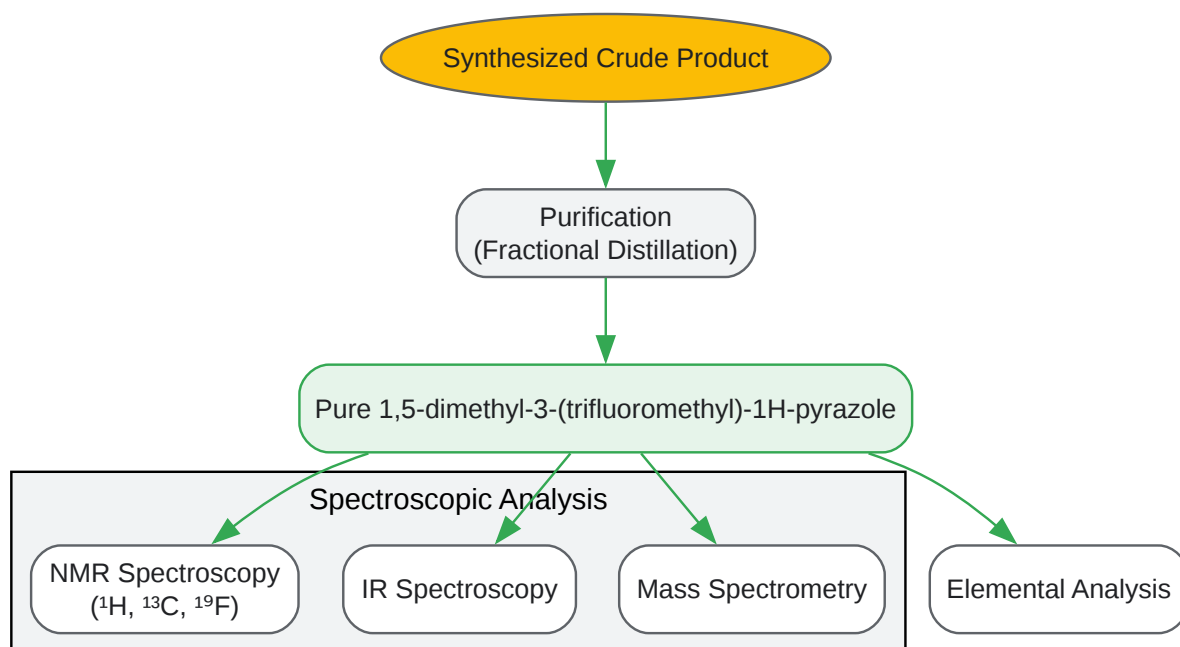 Synthesized Crude Product
Purification
(Fractional Distillation)
Pure 1,5-dimethyl-3-(trifluoromethyl)-1H-pyrazole
Spectroscopic Analysis
NMR Spectroscopy
(¹H, ¹³C, ¹⁹F)
IR Spectroscopy
Mass Spectrometry
Elemental Analysis